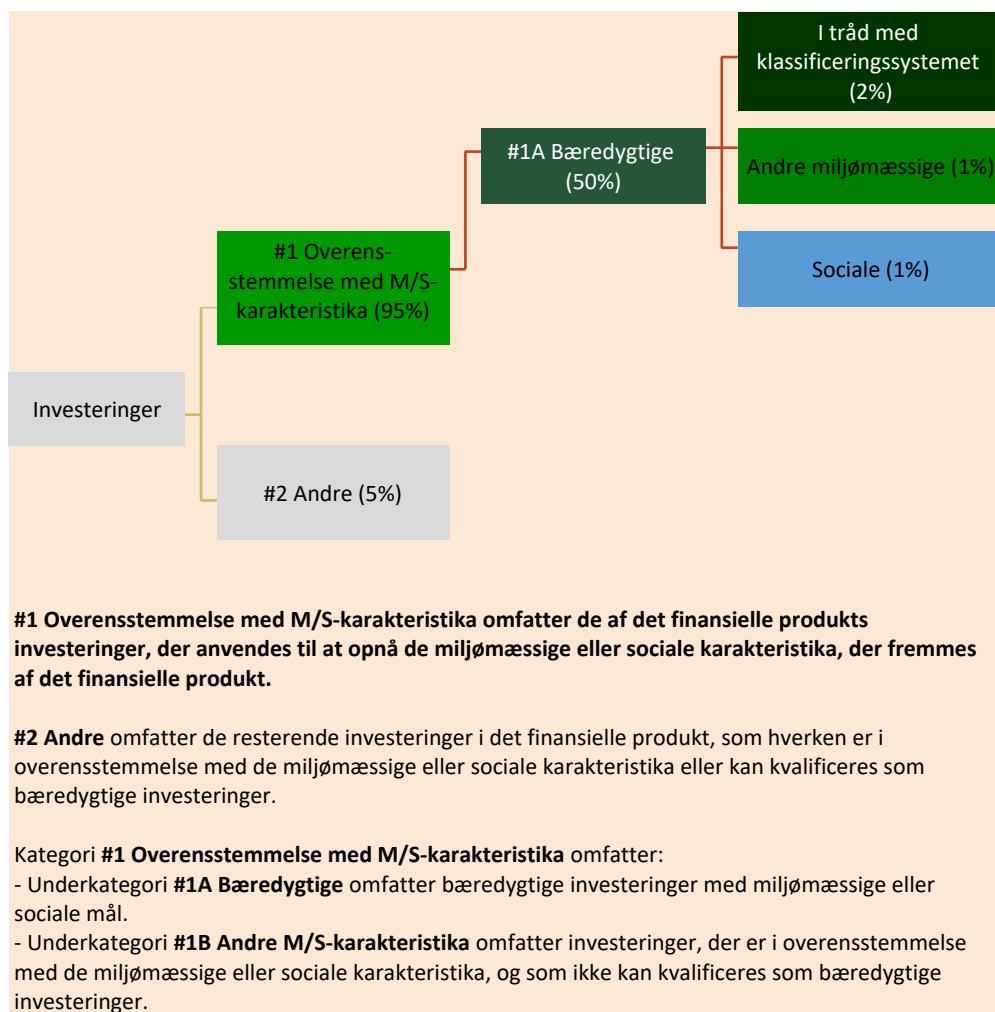 I tråd med
klassificeringssystemet
(2%)
#1A Bæredygtige
(50%)
Andre miljømæssige (1%)
#1 Overens-
stemmelse med M/S-
karakteristika (95%)
Sociale (1%)
Investeringer
#2 Andre (5%)
#1 Overensstemmelse med M/S-karakteristika omfatter de af det finansielle produkts
investeringer, der anvendes til at opnå de miljømæssige eller sociale karakteristika, der fremmes
af det finansielle produkt.
#2 Andre omfatter de resterende investeringer i det finansielle produkt, som hverken er i
overensstemmelse med de miljømæssige eller sociale karakteristika eller kan kvalificeres som
bæredygtige investeringer.
Kategori #1 Overensstemmelse med M/S-karakteristika omfatter:
- Underkategori #1A Bæredygtige omfatter bæredygtige investeringer med miljømæssige eller
sociale mål.
- Underkategori #1B Andre M/S-karakteristika omfatter investeringer, der er i overensstemmelse
med de miljømæssige eller sociale karakteristika, og som ikke kan kvalificeres som bæredygtige
investeringer.